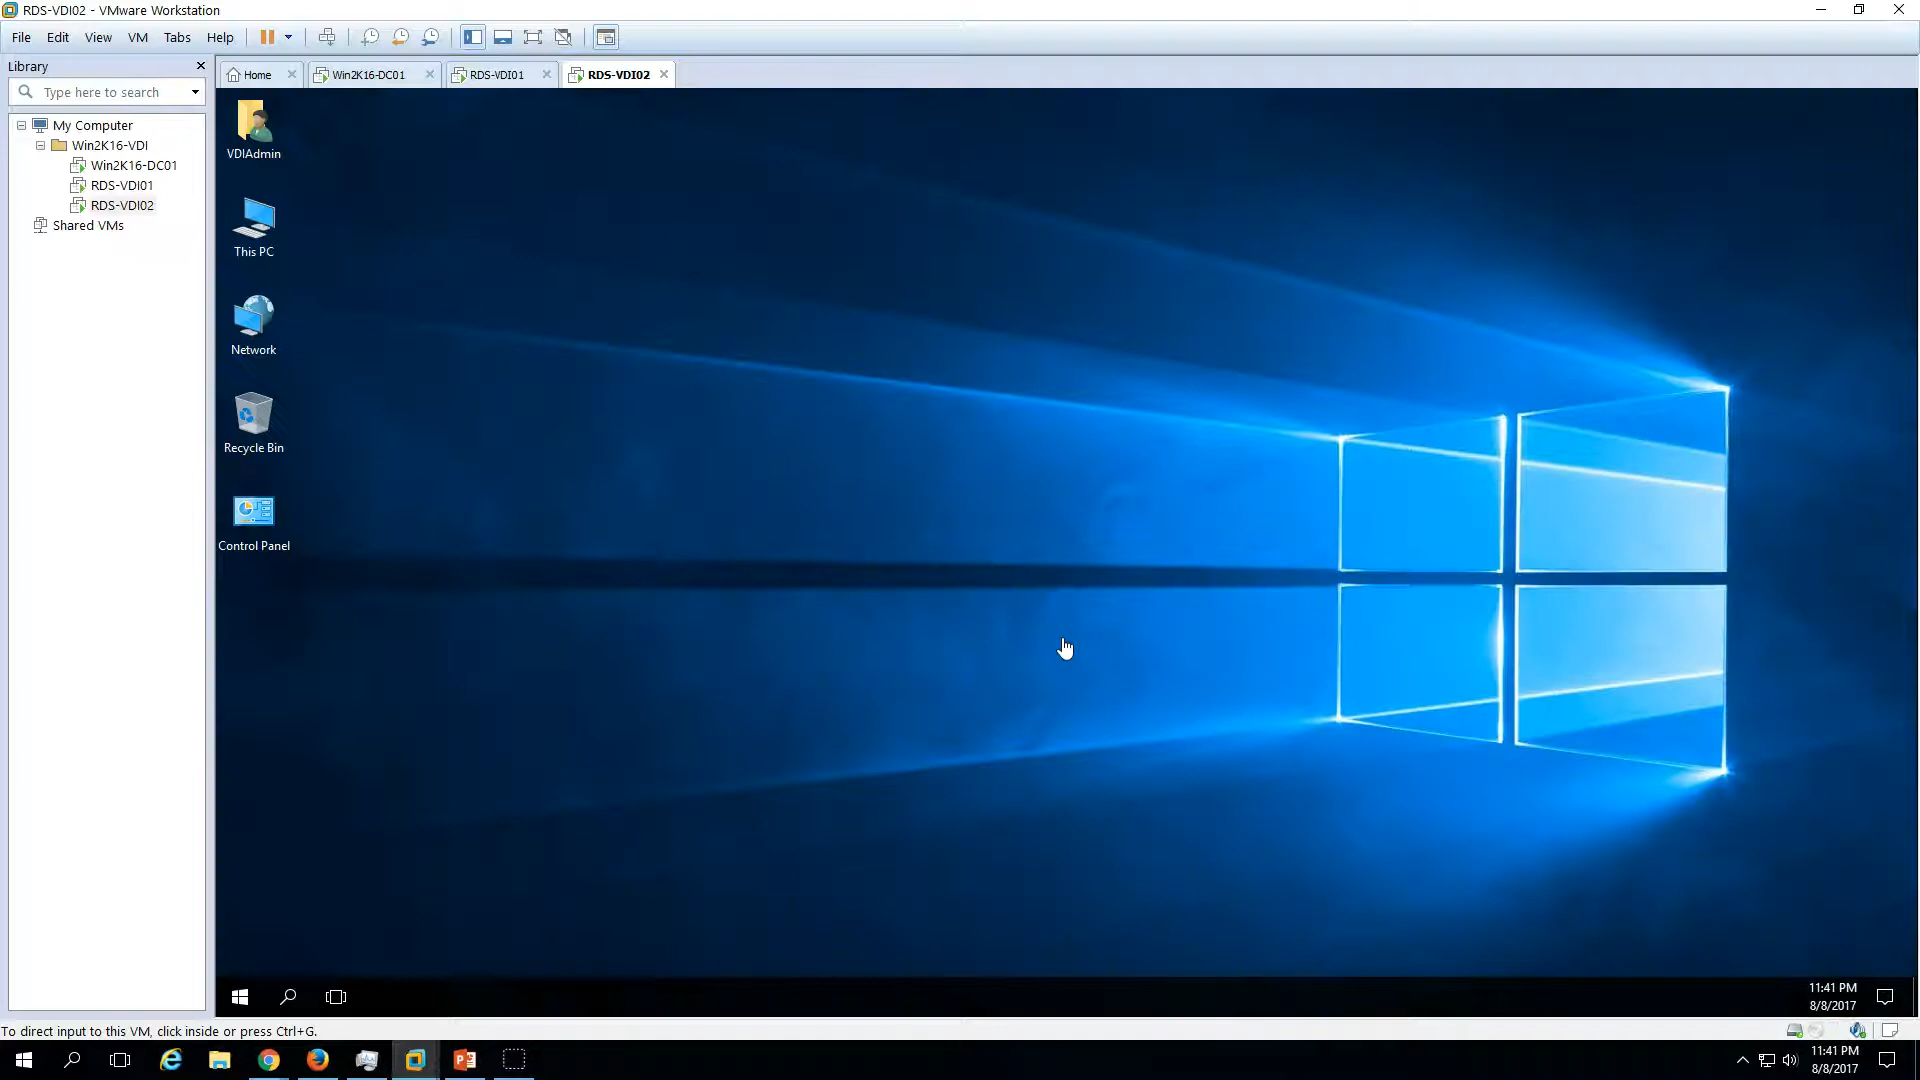 RDS-VDI02 - VMware Workstation
File Edit View VM Tabs Help
Library
Home Win2K16-DC01 RDS-VDI01 RDS-VDI02
Type here to search
My Computer
Win2K16-VDI
Win2K16-DC01
RDS-VDI01
RDS-VDI02
Shared VMs
VDIAdmin
This PC
Network
Recycle Bin
Control Panel
11:41 PM
8/8/2017
To direct input to this VM, click inside or press Ctrl+G.
11:41 PM
8/8/2017